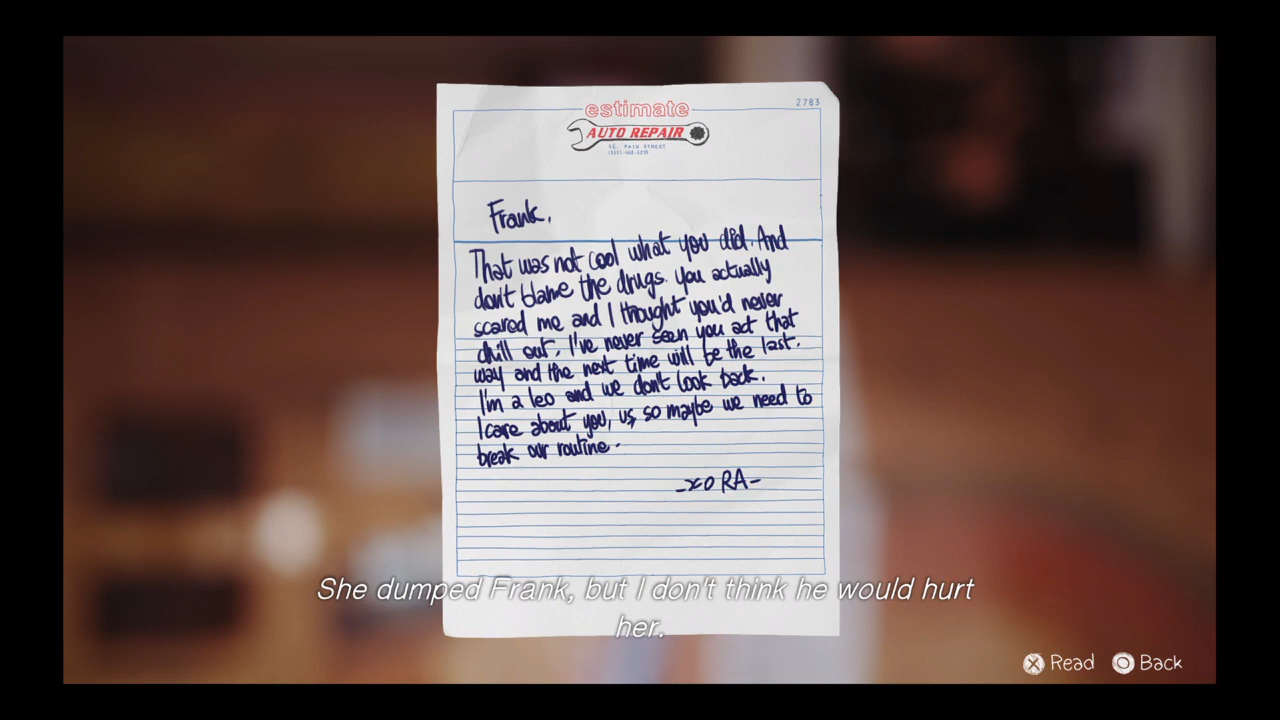 estimate
2783
AUTO REPAIR
Frank,
That was not cool what you did. And
don't blame the drugs. You actually
scared me and I thought you'd never
chill out. I've never seen you act that
way and the next time will be the last.
I'm a leo and we don't look back.
I care about you, us, so maybe we need to
break our routine.
-xo RA-
She dumped Frank, but I don't think he would hurt
her.
Read Back